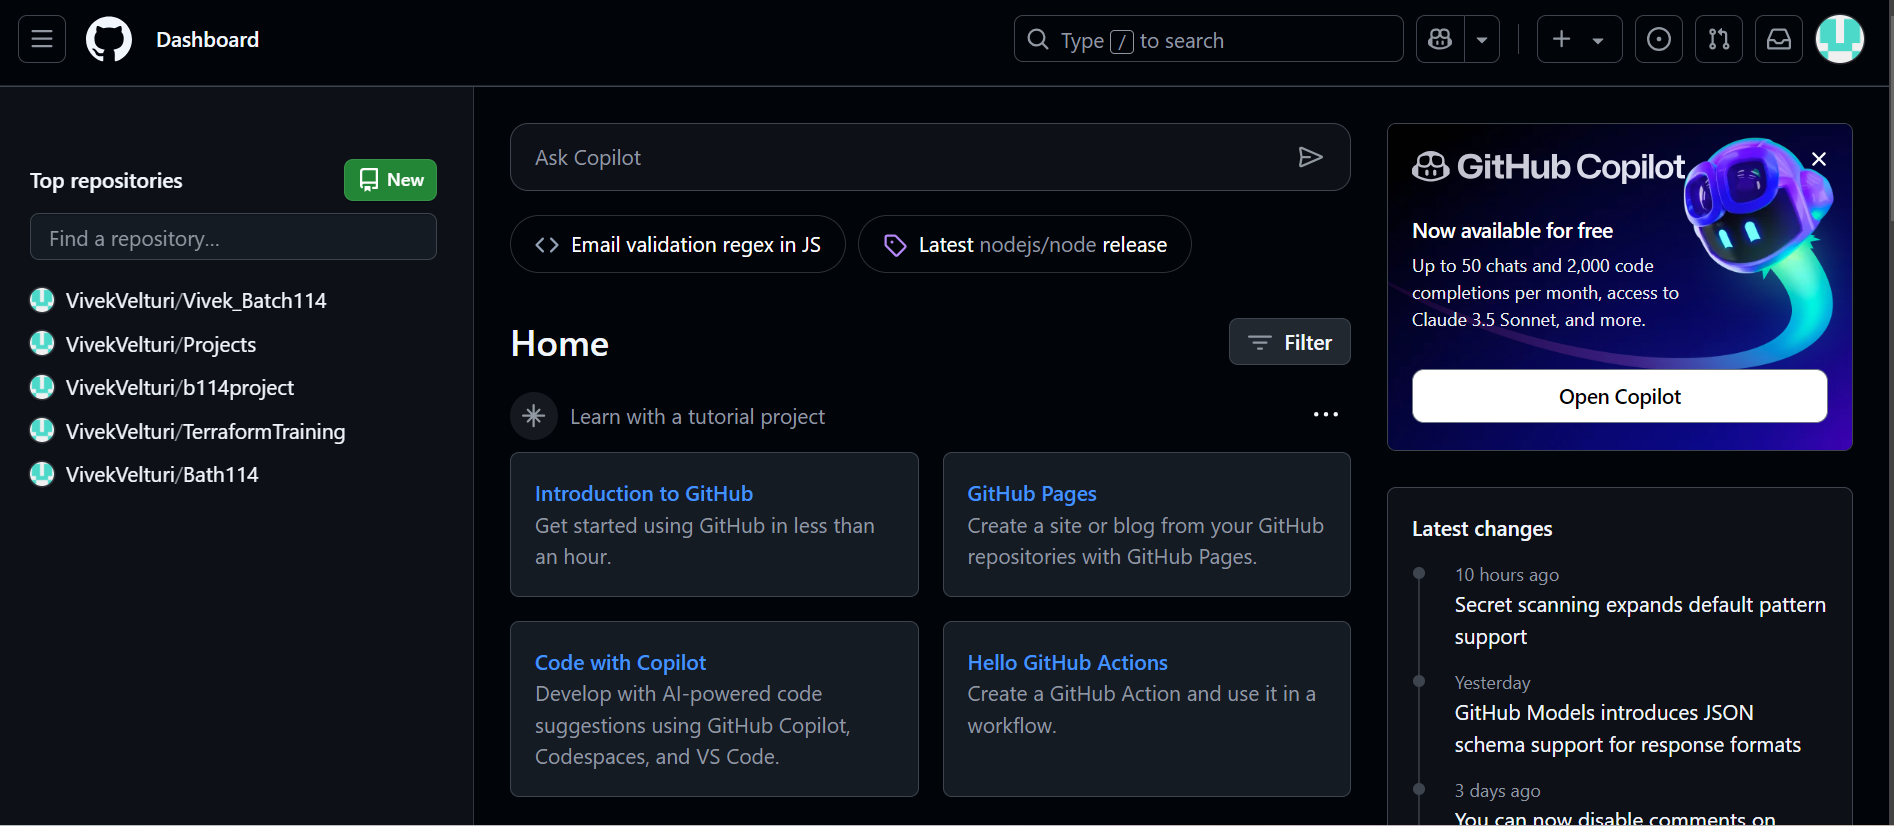 Dashboard
Type / to search
Top repositories
New
Find a repository...
VivekVelturi/Vivek_Batch114
VivekVelturi/Projects
VivekVelturi/b114project
VivekVelturi/TerraformTraining
VivekVelturi/Bath114
Ask Copilot
Email validation regex in JS
Latest nodejs/node release
Home
Filter
Learn with a tutorial project
Introduction to GitHub
Get started using GitHub in less than
an hour.
GitHub Pages
Create a site or blog from your GitHub
repositories with GitHub Pages.
Code with Copilot
Develop with AI-powered code
suggestions using GitHub Copilot,
Codespaces, and VS Code.
Hello GitHub Actions
Create a GitHub Action and use it in a
workflow.
GitHub Copilot
Now available for free
Up to 50 chats and 2,000 code
completions per month, access to
Claude 3.5 Sonnet, and more.
Open Copilot
Latest changes
10 hours ago
Secret scanning expands default pattern
support
Yesterday
GitHub Models introduces JSON
schema support for response formats
3 days ago
You can now disable comments on